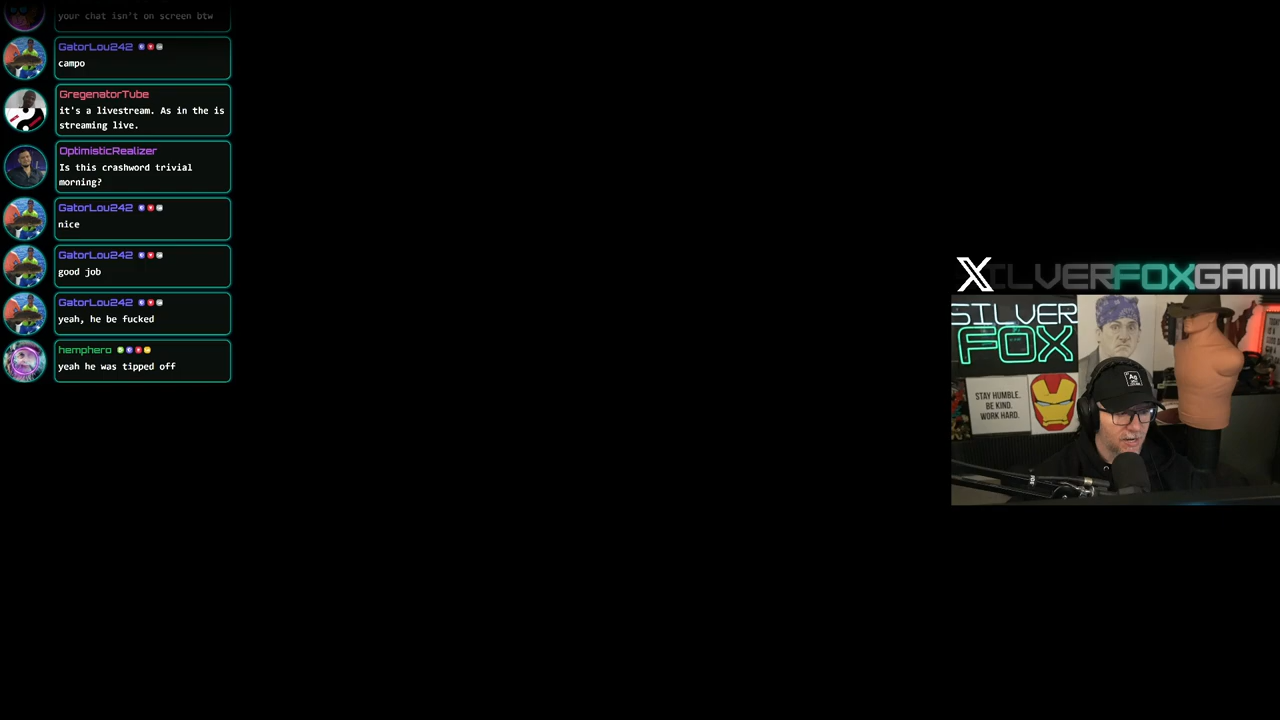 your chat isn't on screen btw
GatorLou242
campo
GregenatorTube
it's a livestream. As in the is
streaming live.
OptimisticRealizer
Is this crashword trivial
morning?
GatorLou242
nice
GatorLou242
good job
GatorLou242
yeah, he be fucked
hemphero
yeah he was tipped off
X
ILVERFOXGAMI
SILVER
FOX
STAY HUMBLE.
BE KIND.
WORK HARD.
Ag